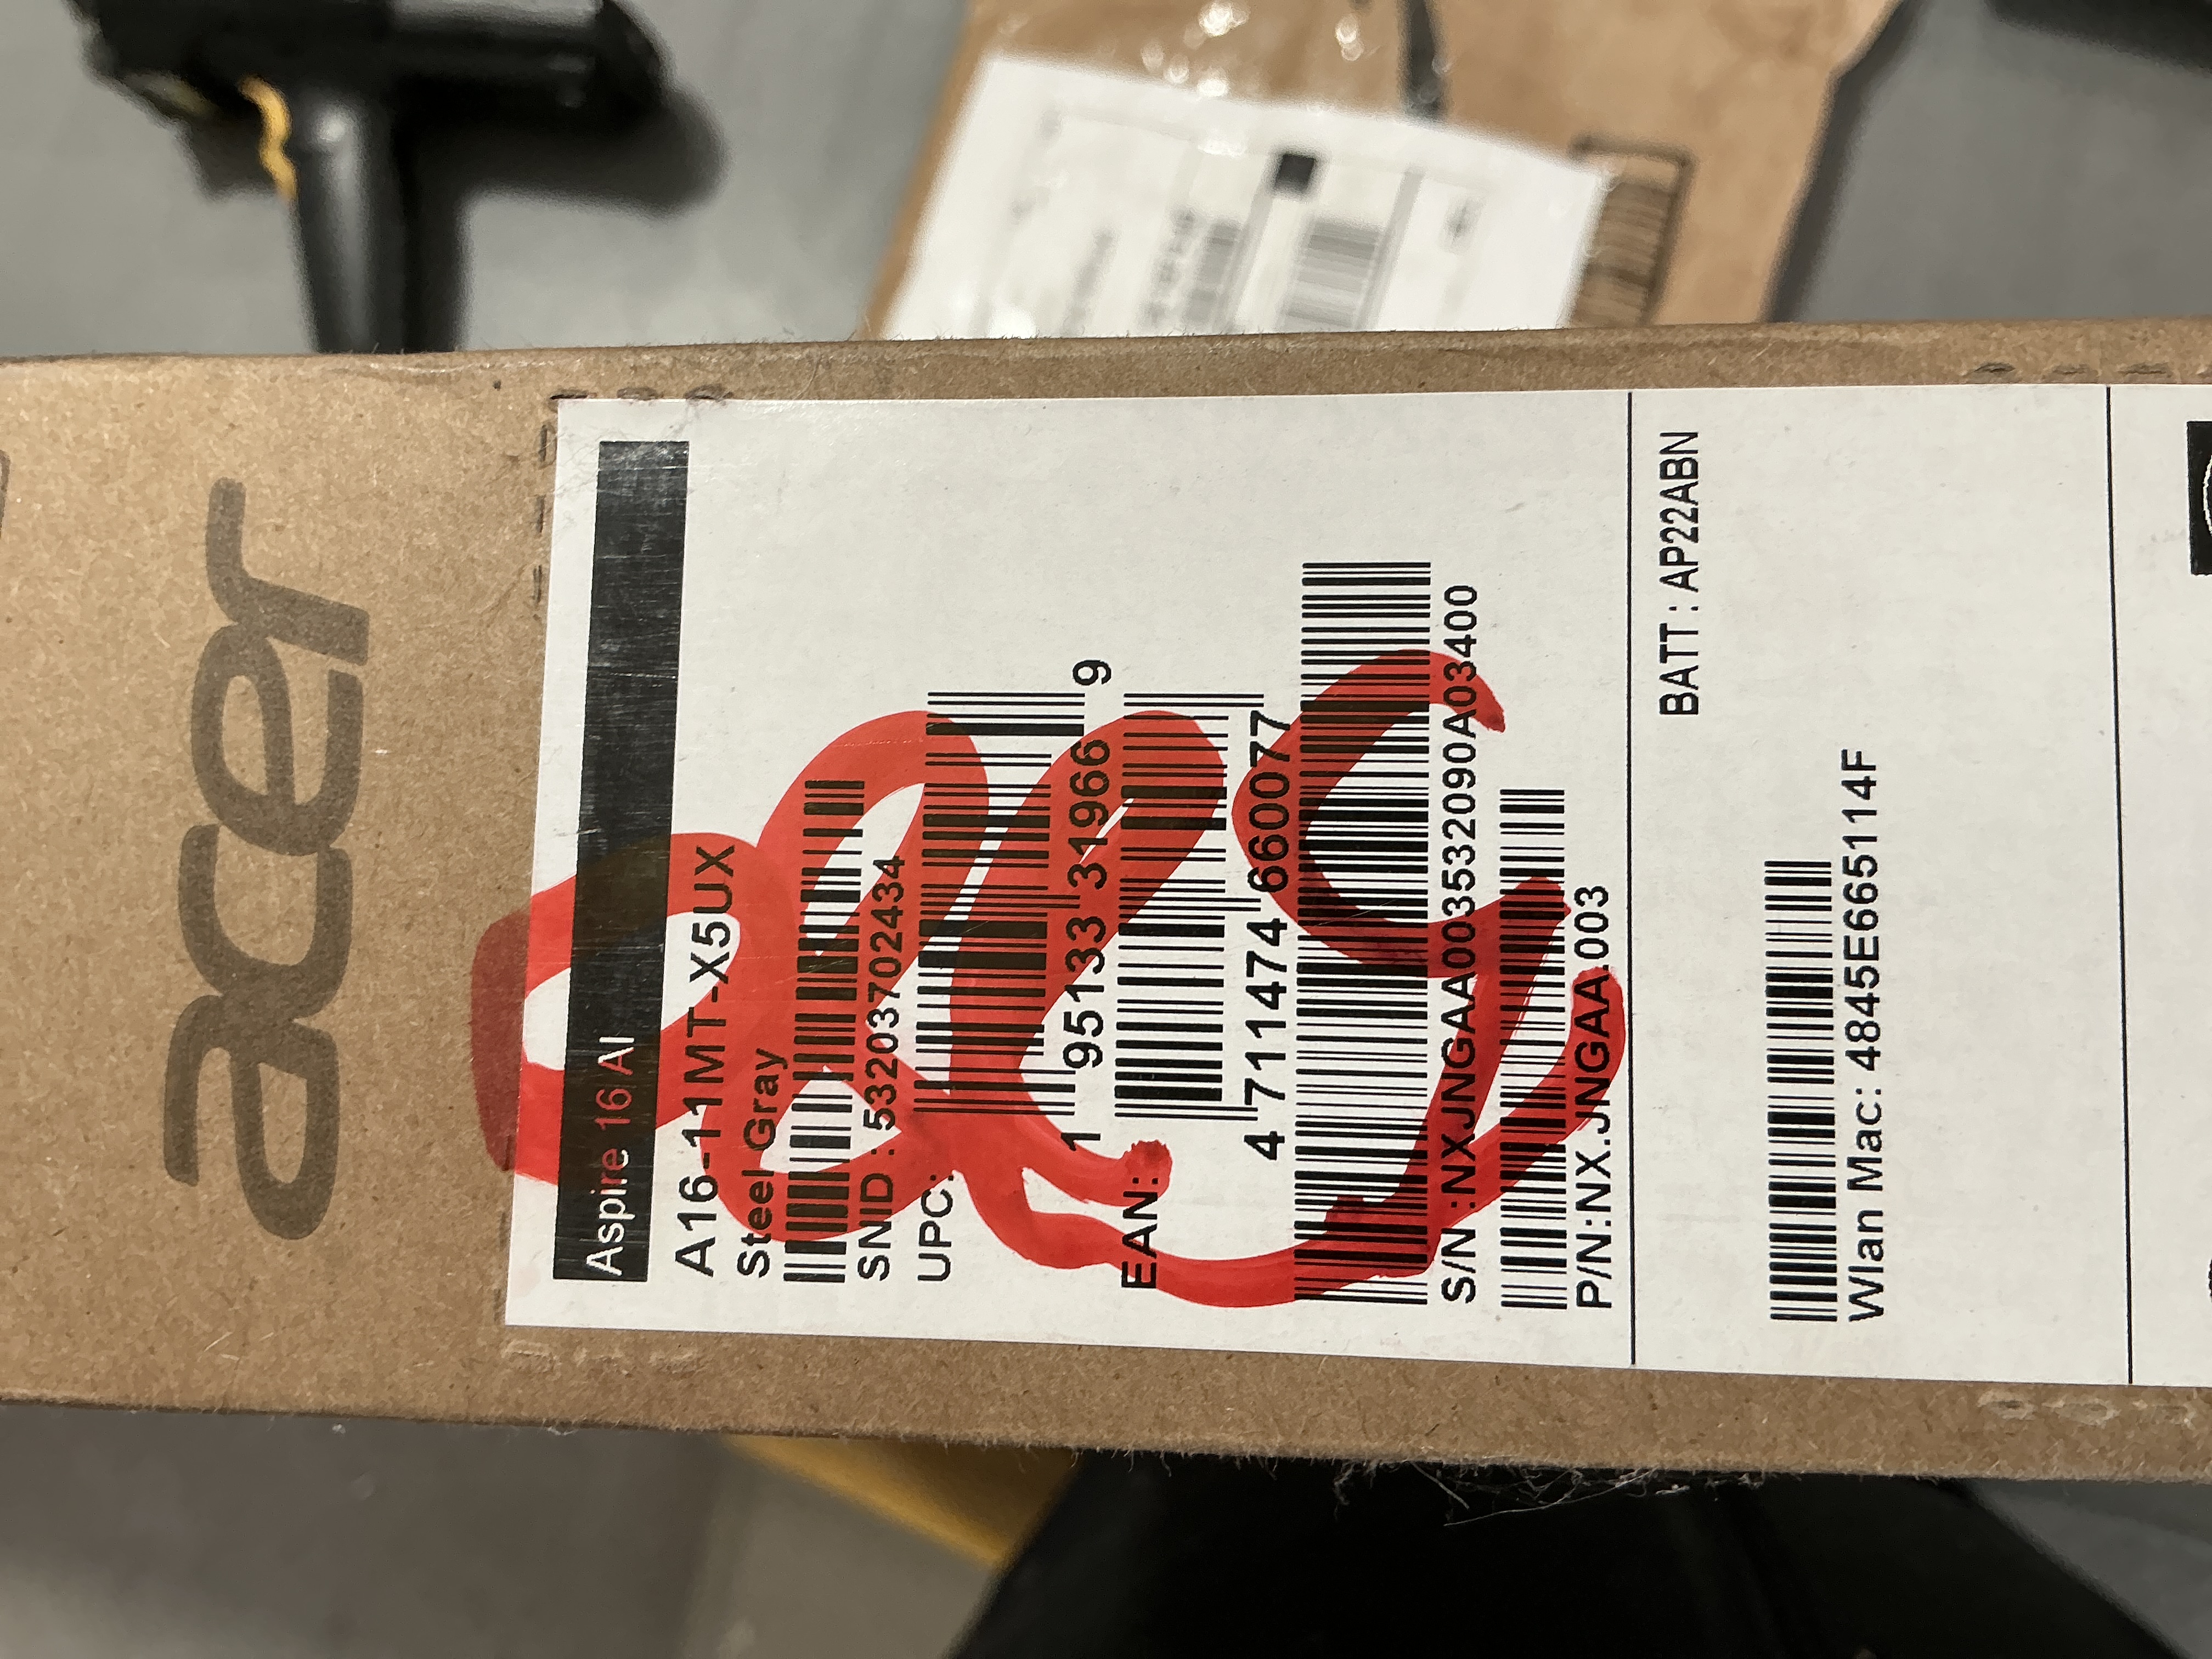 acer
Aspire 16 AI
A16-11MT-X5UX
Steel Gray
SNID : 53203702434
UPC:
1 95133 31966 9
EAN:
4 711474 660077
S/N :NXJNGAA003532090A03400
P/N:NX.JNGAA.003
BATT : AP22ABN
Wlan Mac: 4845E665114F